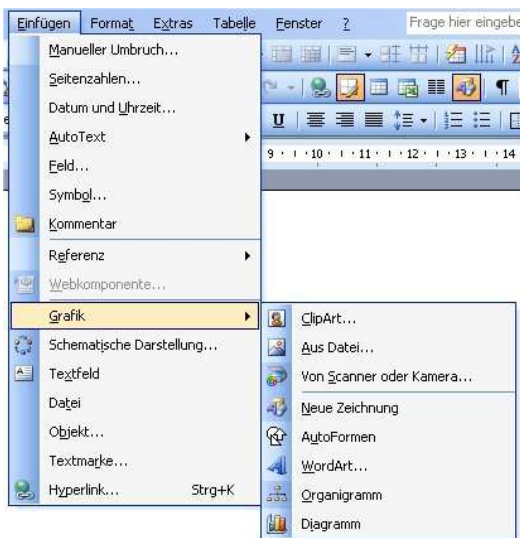 Einfügen Format Extras Tabelle Fenster ? Frage hier eingebe
Manueller Umbruch...
Seitenzahlen...
Datum und Uhrzeit...
AutoText
Feld...
Symbol...
Kommentar
Referenz
Webkomponente...
Grafik
Schematische Darstellung...
Textfeld
Datei
Objekt...
Textmarke...
Hyperlink... Strg+K
U
9 10 11 12 13 14
ClipArt...
Aus Datei...
Von Scanner oder Kamera...
Neue Zeichnung
AutoFormen
WordArt...
Organigramm
Diagramm